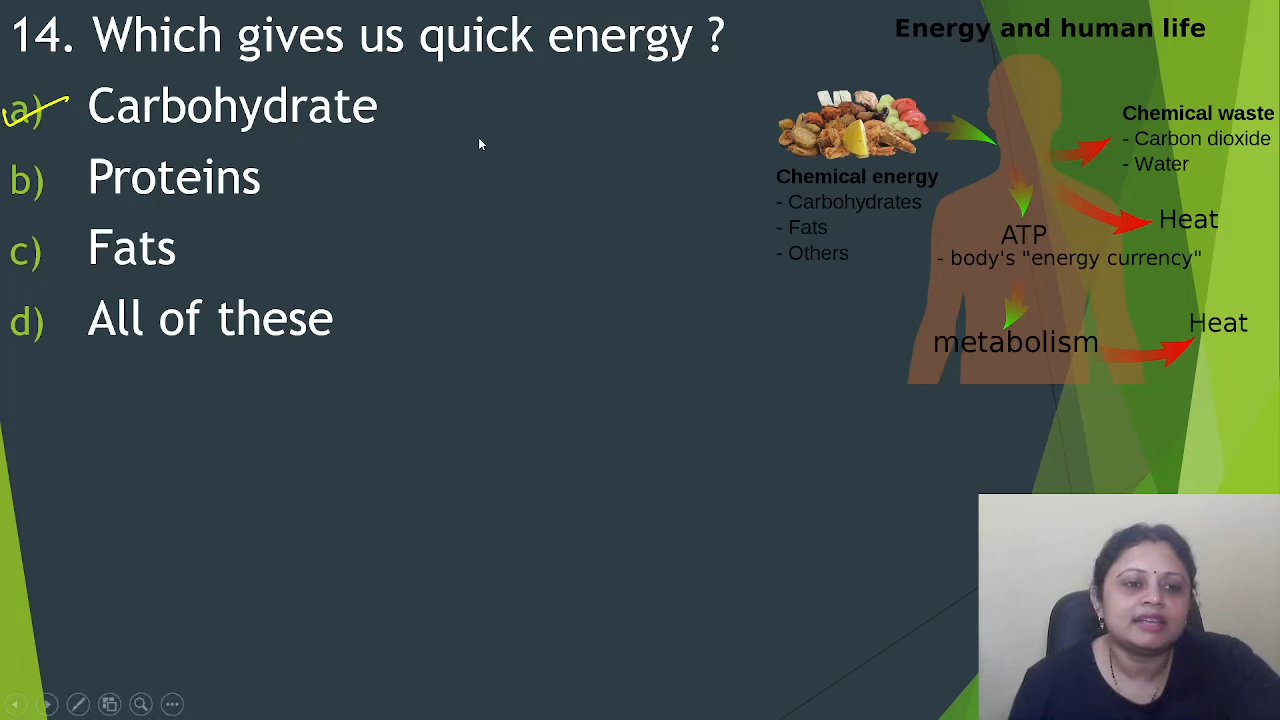 14. Which gives us quick energy ?
a) Carbohydrate
b) Proteins
c) Fats
d) All of these
Energy and human life
Chemical energy
- Carbohydrates
- Fats
- Others
Chemical waste
- Carbon dioxide
- Water
Heat
ATP
- body's "energy currency"
Heat
metabolism